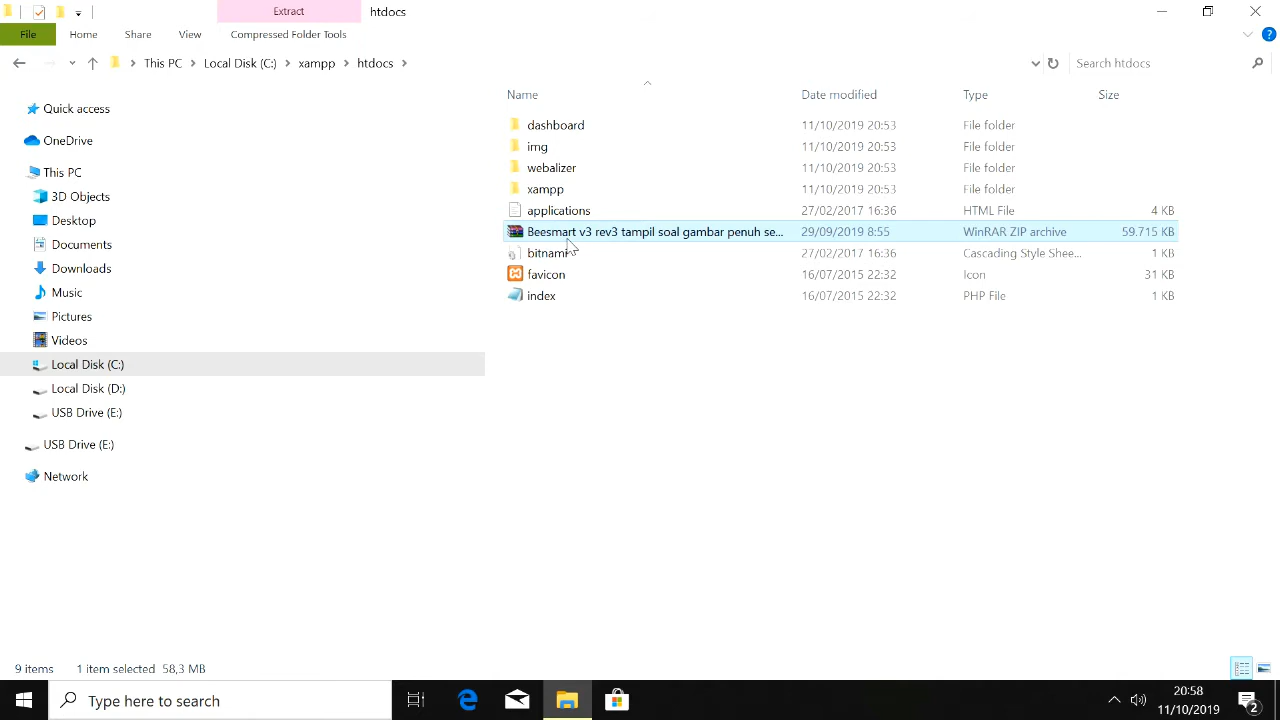 Extract htdocs
File Home Share View Compressed Folder Tools
This PC Local Disk (C:) xampp htdocs Search htdocs
Name Date modified Type Size
Quick access
OneDrive
This PC
3D Objects
Desktop
Documents
Downloads
Music
Pictures
Videos
Local Disk (C:)
Local Disk (D:)
USB Drive (E:)
USB Drive (E:)
Network
dashboard 11/10/2019 20:53 File folder
img 11/10/2019 20:53 File folder
webalizer 11/10/2019 20:53 File folder
xampp 11/10/2019 20:53 File folder
applications 27/02/2017 16:36 HTML File 4 KB
Beesmart v3 rev3 tampil soal gambar penuh se... 29/09/2019 8:55 WinRAR ZIP archive 59.715 KB
bitnami 27/02/2017 16:36 Cascading Style Shee... 1 KB
favicon 16/07/2015 22:32 Icon 31 KB
index 16/07/2015 22:32 PHP File 1 KB
9 items 1 item selected 58,3 MB
Type here to search
20:58
11/10/2019
2